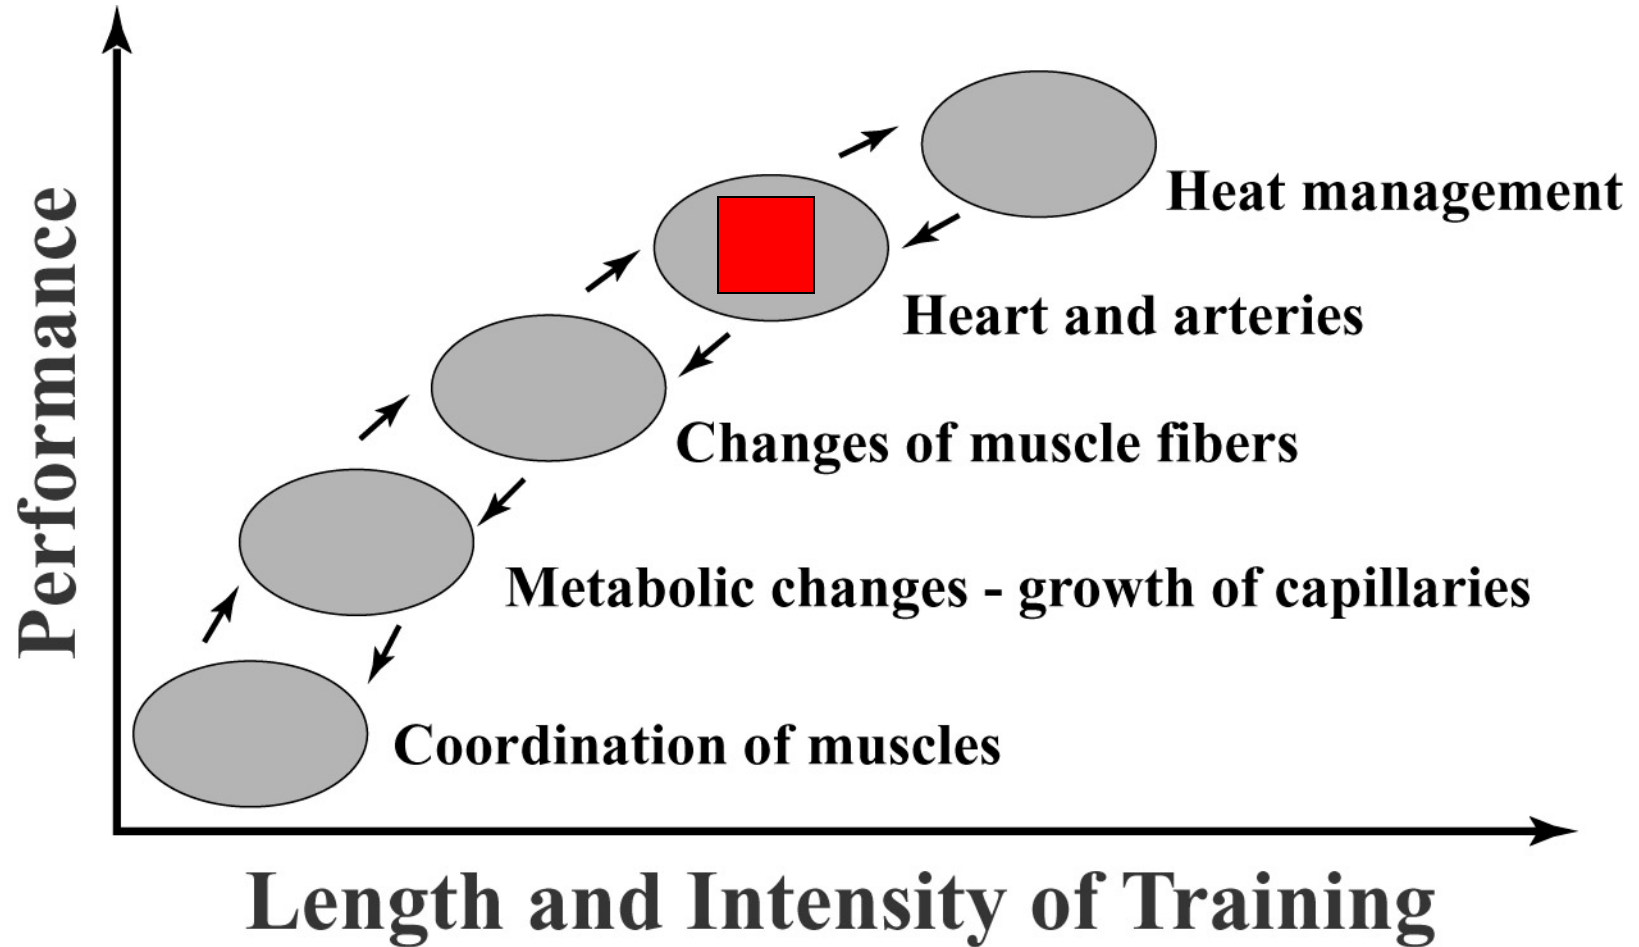 Performance
Heat management
Heart and arteries
Changes of muscle fibers
Metabolic changes - growth of capillaries
Coordination of muscles
Length and Intensity of Training